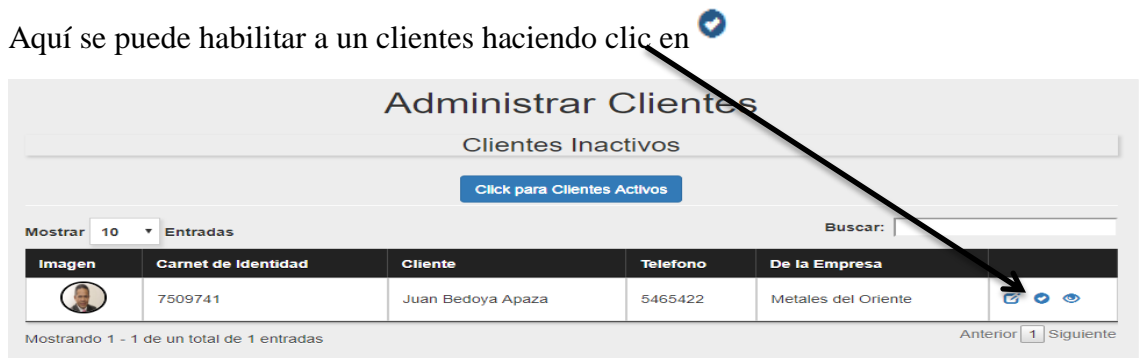 Aquí se puede habilitar a un clientes haciendo clic en
Administrar Clientes
Clientes Inactivos
Click para Clientes Activos
Mostrar 10 Entradas Buscar:
Imagen Carnet de Identidad Cliente Telefono De la Empresa
7509741 Juan Bedoya Apaza 5465422 Metales del Oriente
Mostrando 1 - 1 de un total de 1 entradas Anterior 1 Siguiente